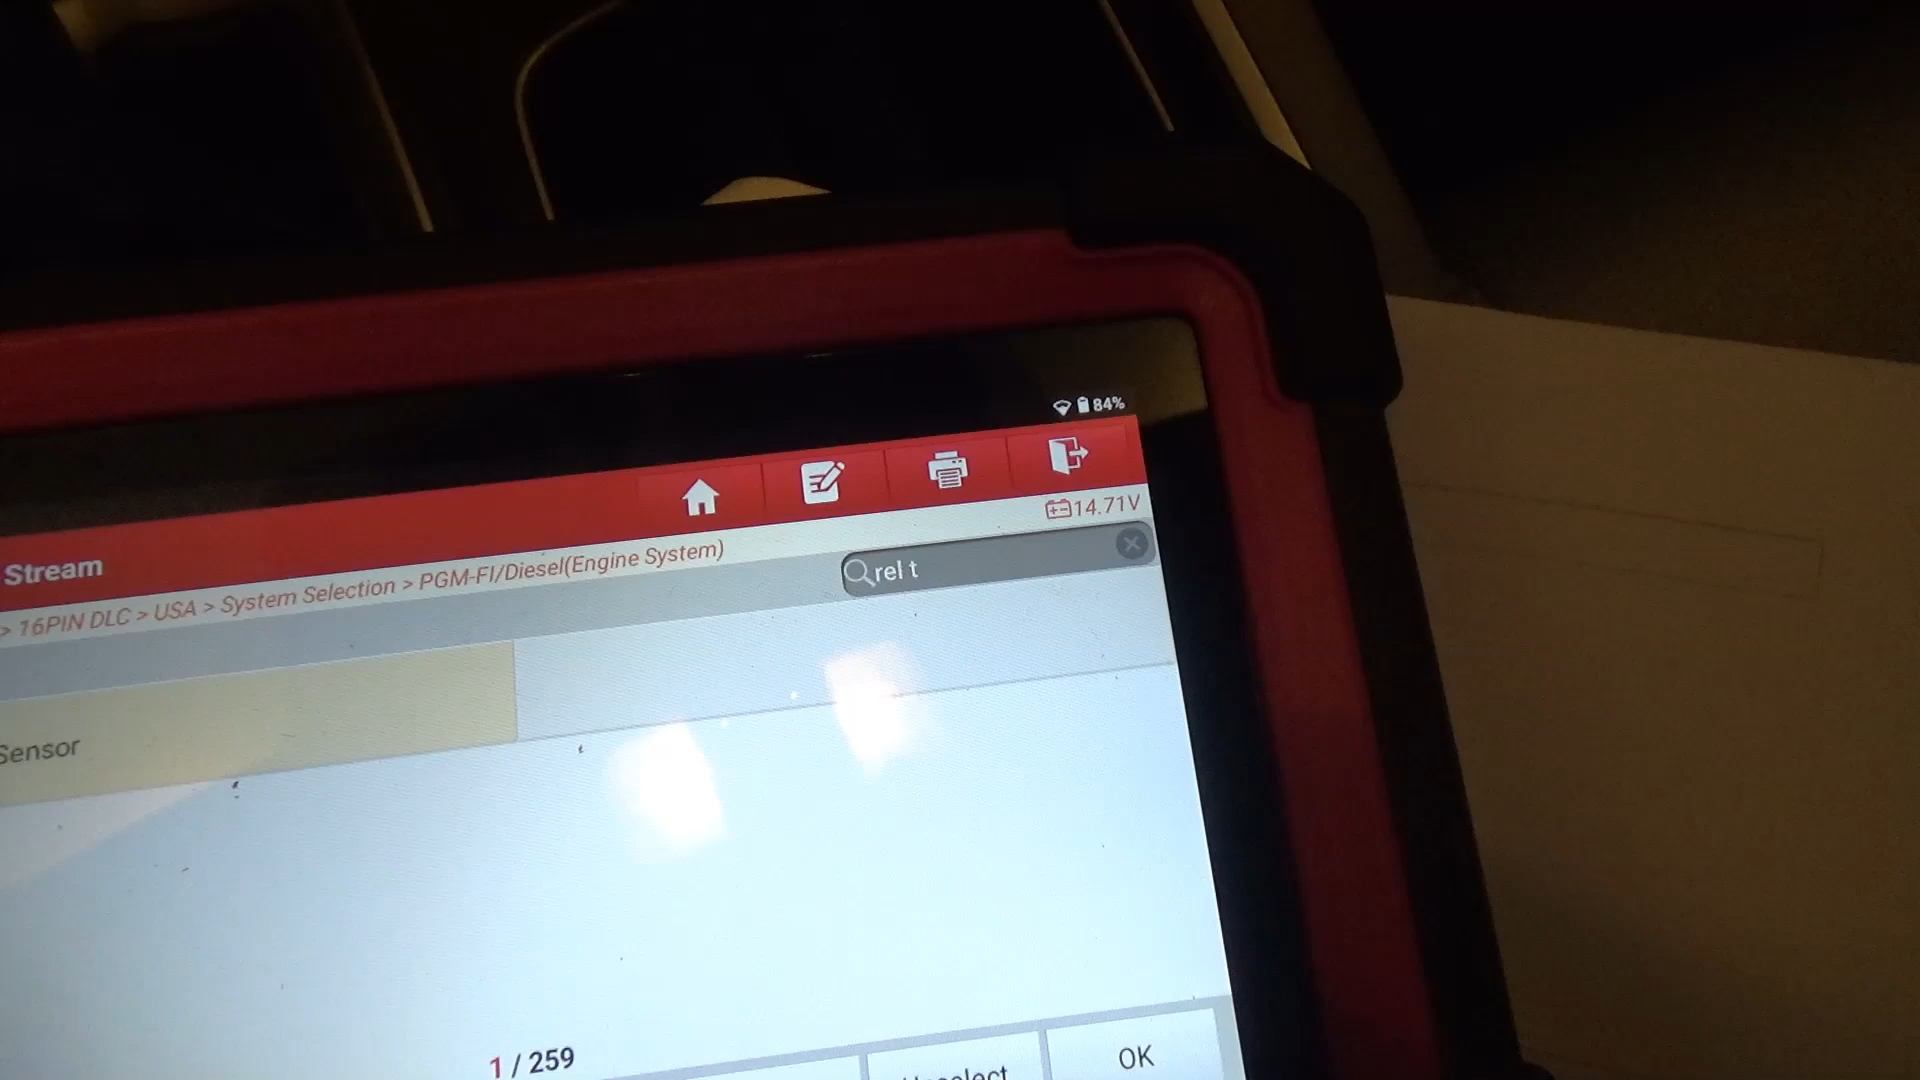 84%
Stream
14.71V
> 16PIN DLC > USA > System Selection > PGM-FI/Diesel(Engine System)
rel t
Sensor
1 / 259
OK